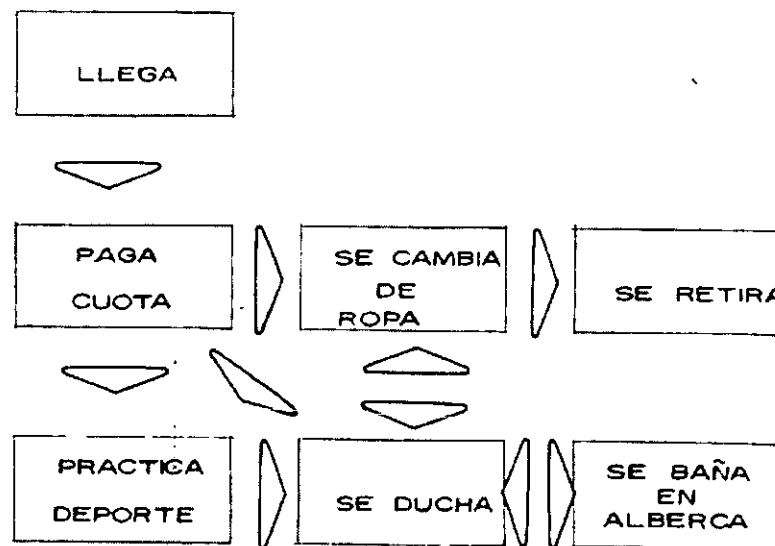 LLEGA
PAGA
CUOTA
SE CAMBIA
DE
ROPA
SE RETIRA
PRACTICA
DEPORTE
SE DUCHA
SE BAÑA
EN
ALBERCA